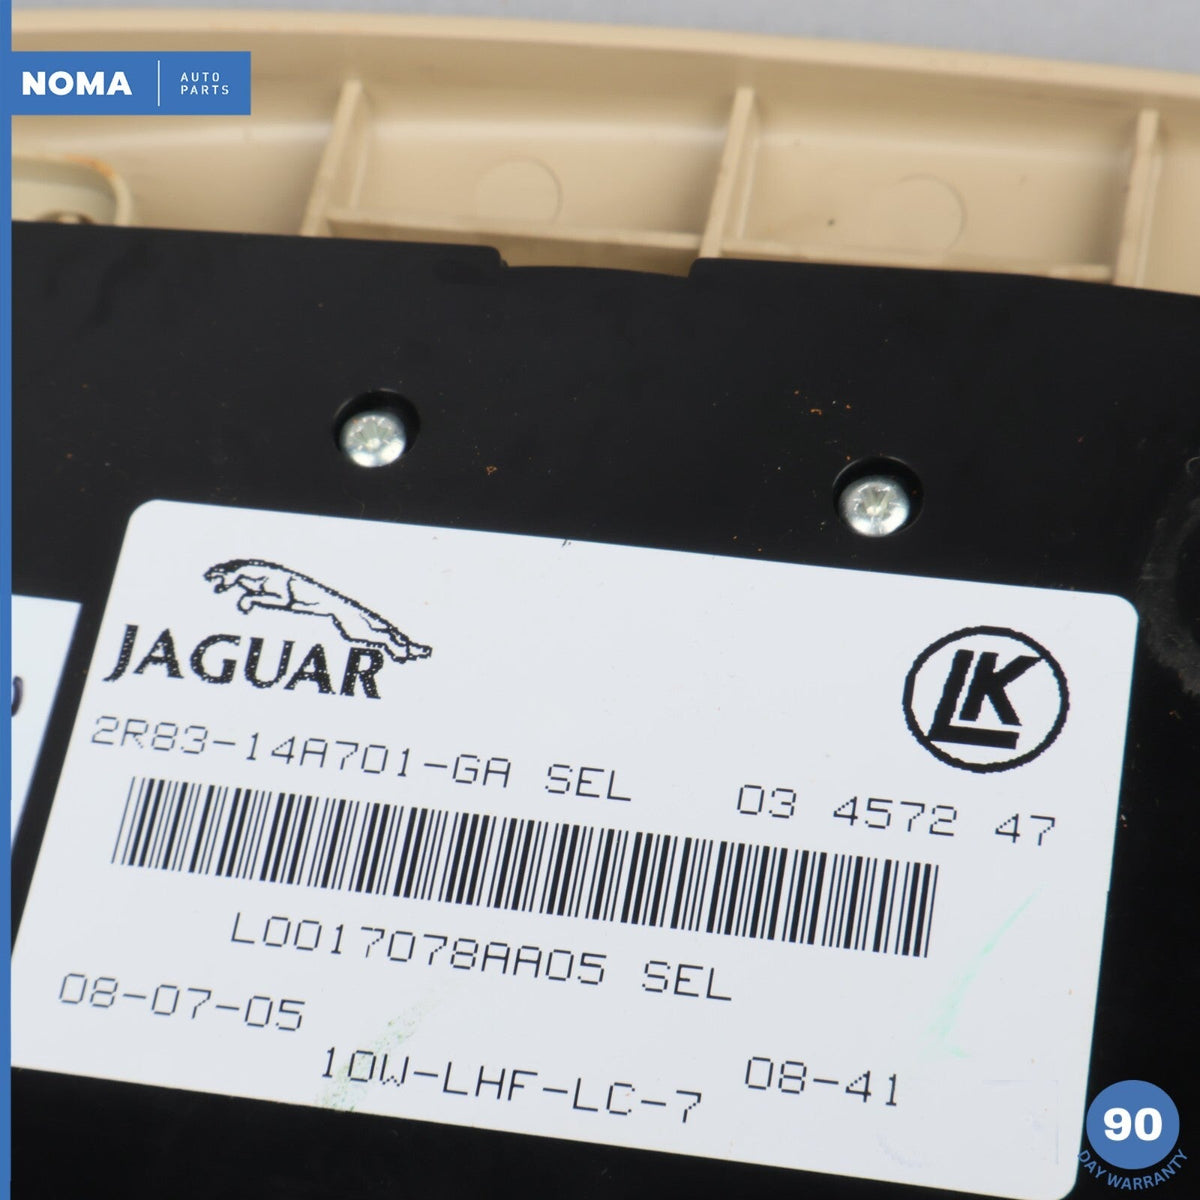 NOMA
AUTO
PARTS
JAGUAR
LK
2R83-14A701-GA SEL 03 4572 47
L0017078AA05 SEL
08-07-05
10W-LHF-LC-7 08-41
90
DAY WARRANTY